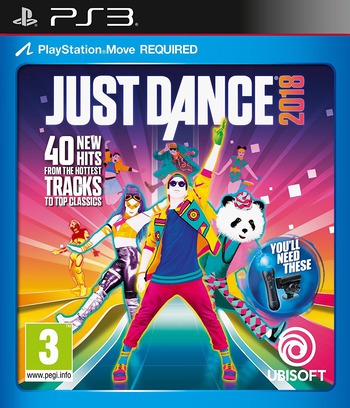 PS3
PlayStation®Move REQUIRED
JUST DANCE®
2018
40 NEW
HITS
FROM THE HOTTEST
TRACKS
TO TOP CLASSICS
YOU'LL
NEED
THESE
3
www.pegi.info
UBISOFT